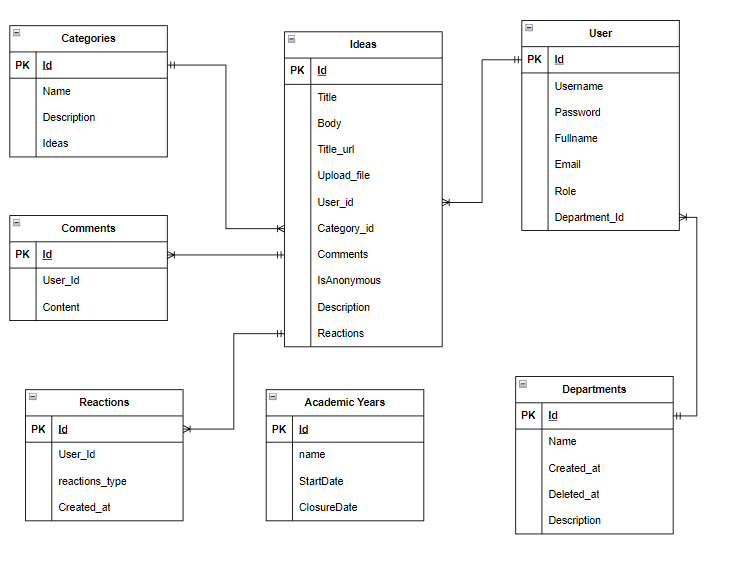 Categories
PK Id
Name
Description
Ideas
Ideas
PK Id
Title
Body
Title_url
Upload_file
User_id
Category_id
Comments
IsAnonymous
Description
Reactions
User
PK Id
Username
Password
Fullname
Email
Role
Department_Id
Comments
PK Id
User_Id
Content
Reactions
PK Id
User_Id
reactions_type
Created_at
Academic Years
PK Id
name
StartDate
ClosureDate
Departments
PK Id
Name
Created_at
Deleted_at
Description